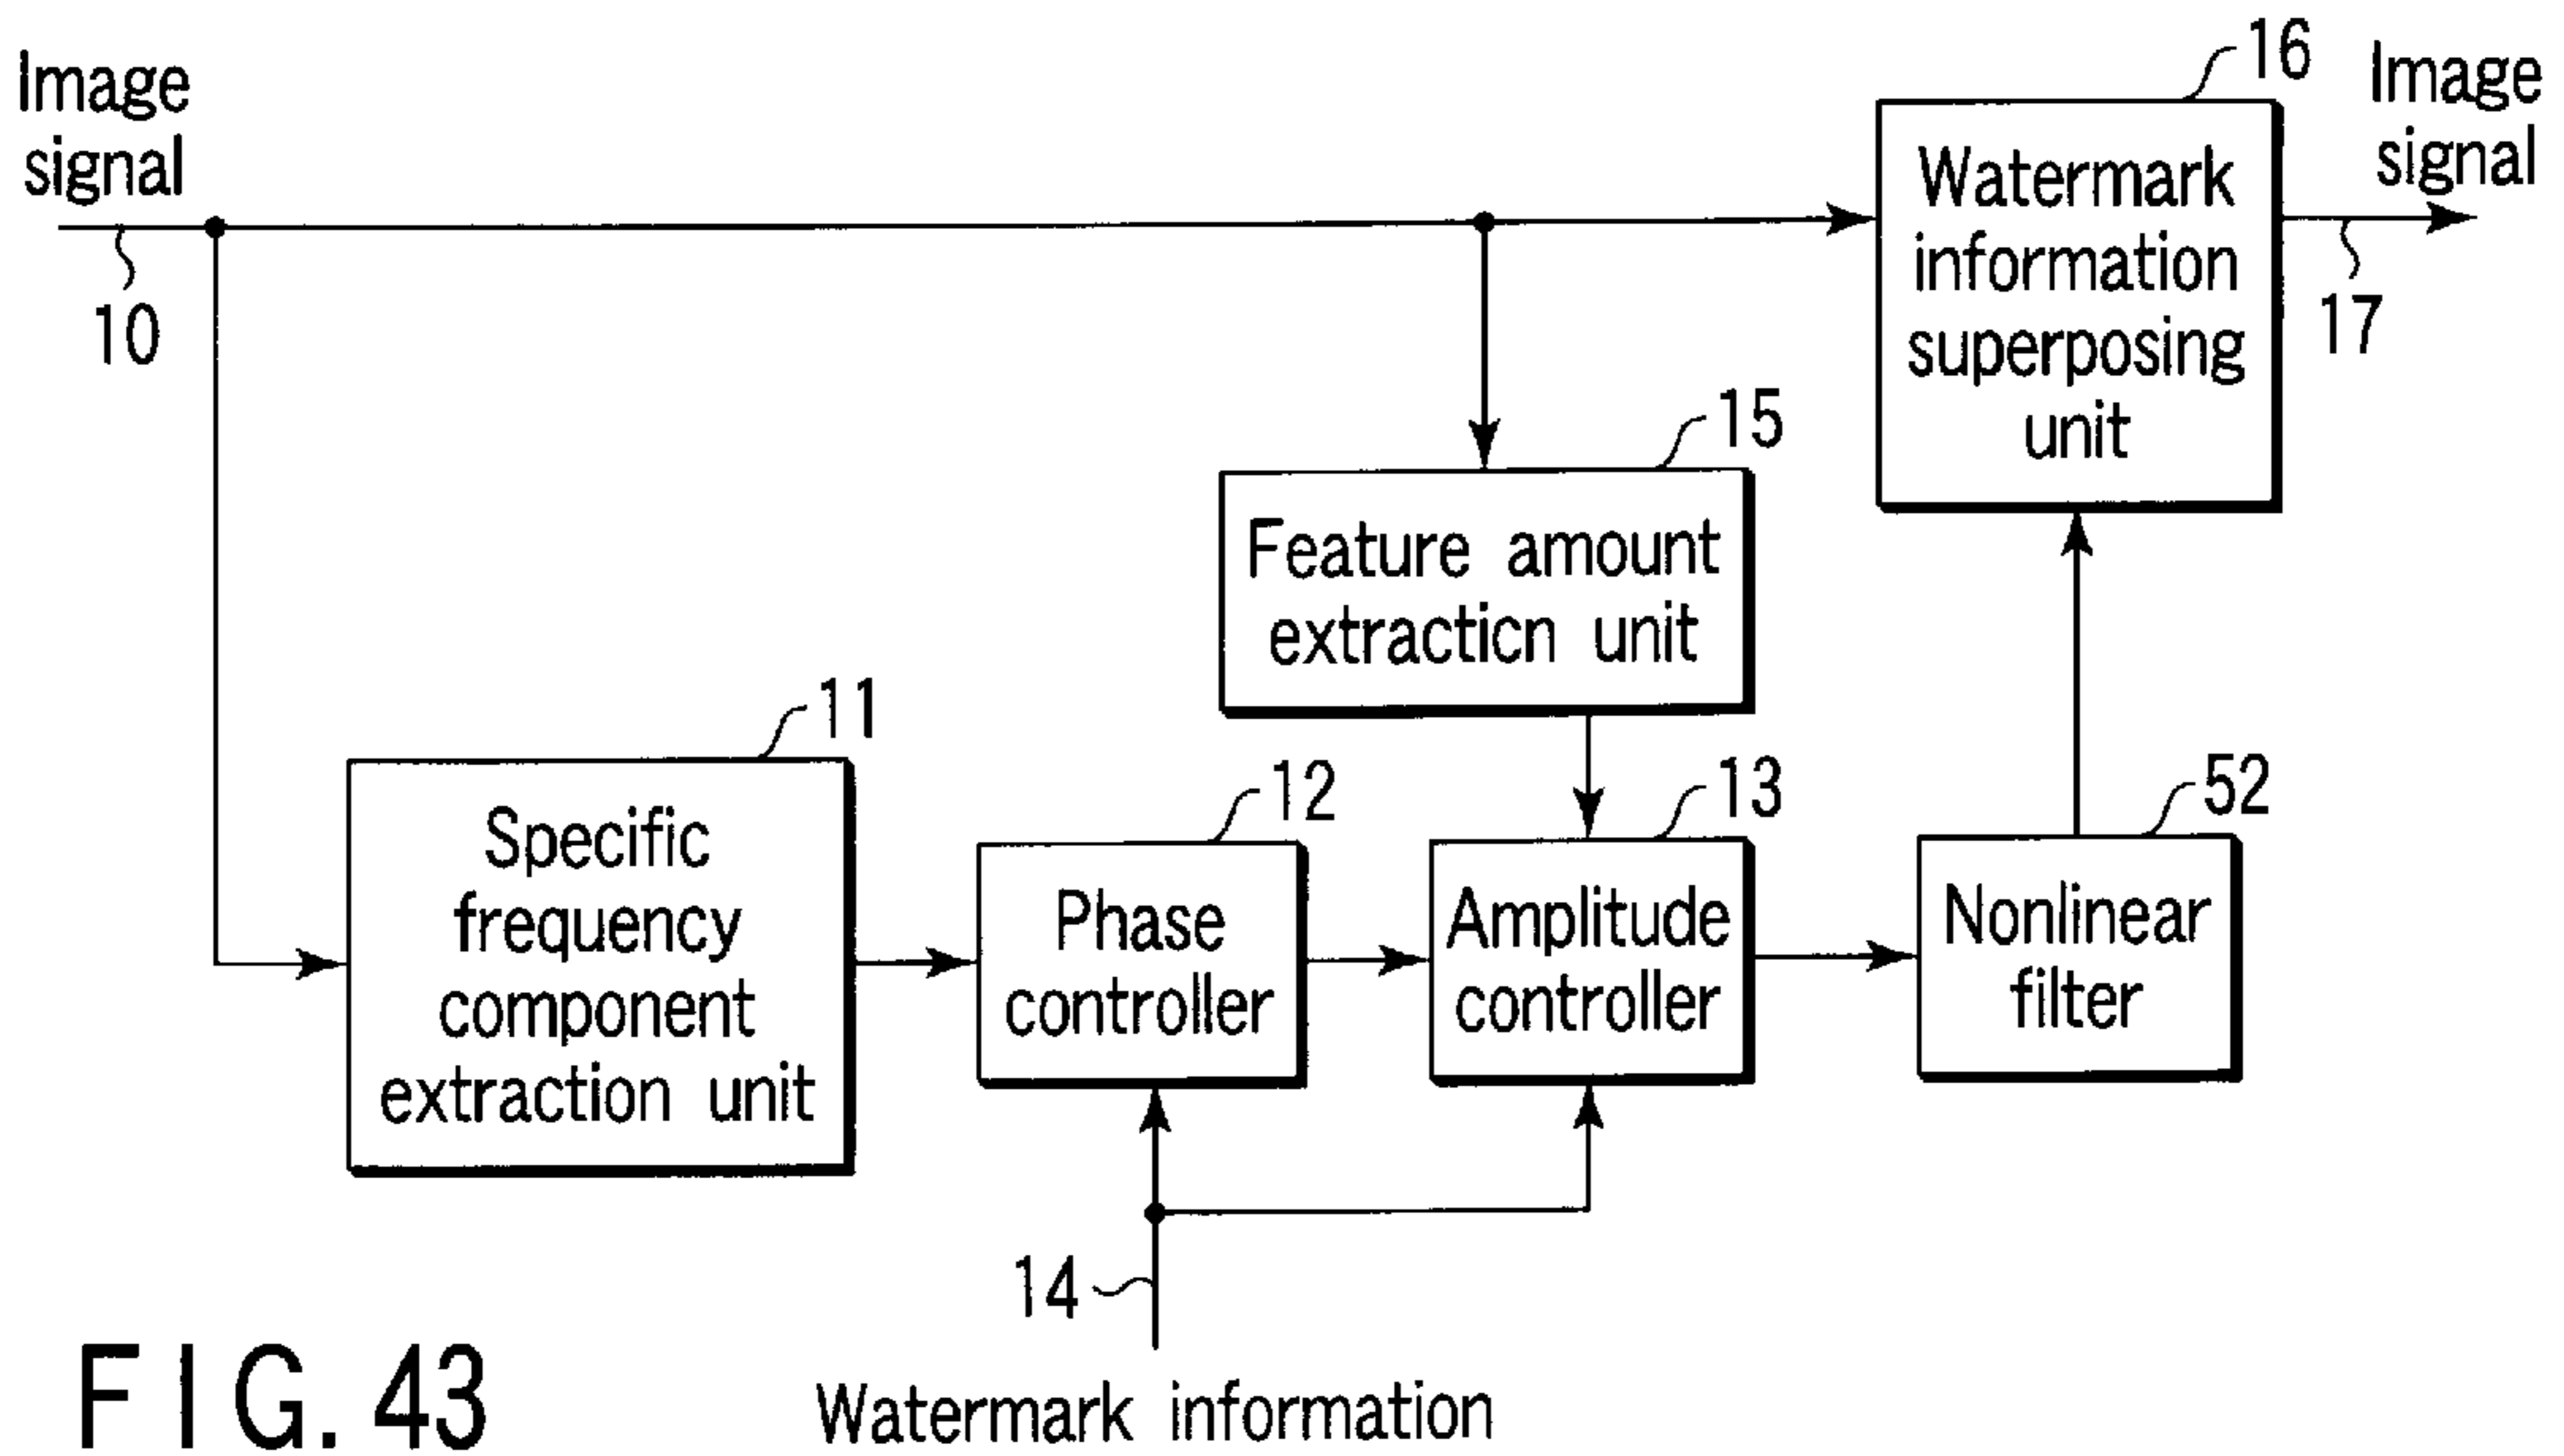 Image
signal
10
16
Image
signal
17
Watermark
information
superposing
unit
15
Feature amount
extracticn unit
11
Specific
frequency
component
extraction unit
12
Phase
controller
13
Amplitude
controller
52
Nonlinear
filter
14
Watermark information
FIG. 43